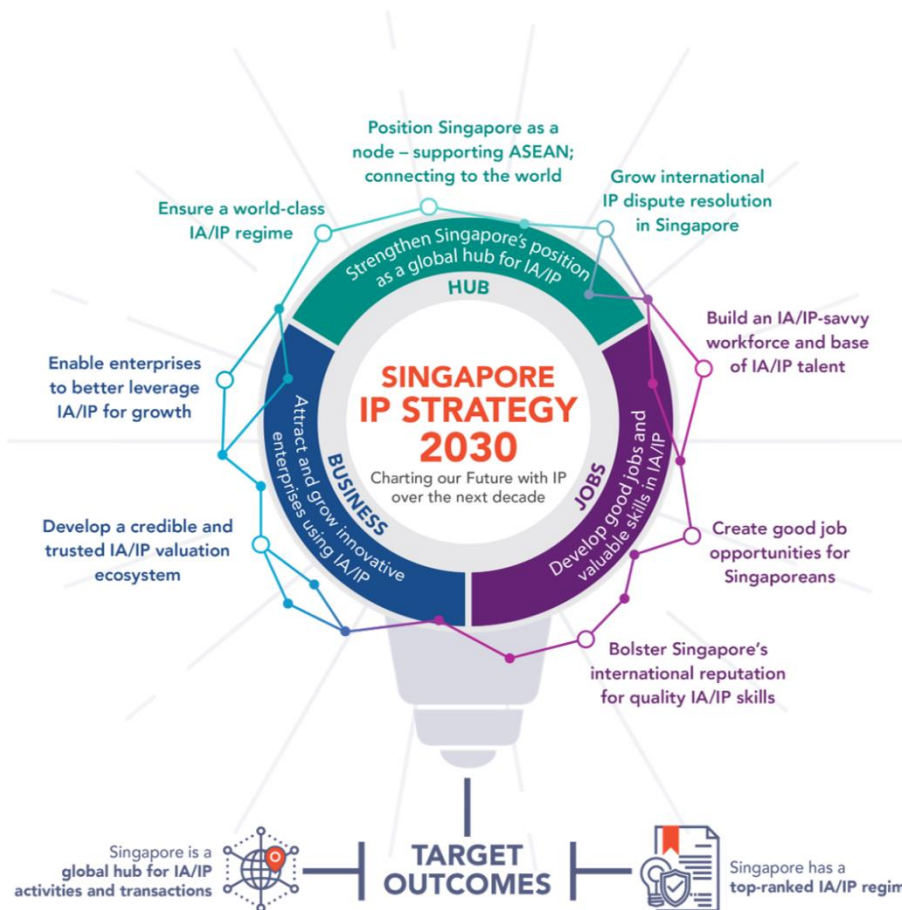 Position Singapore as a
node – supporting ASEAN;
connecting to the world
Grow international
IP dispute resolution
in Singapore
Ensure a world-class
IA/IP regime
Strengthen Singapore's position
as a global hub for IA/IP
HUB
Build an IA/IP-savvy
workforce and base
of IA/IP talent
Enable enterprises
to better leverage
IA/IP for growth
SINGAPORE
IP STRATEGY
2030
Charting our Future with IP
over the next decade
BUSINESS
Attract and grow innovative
enterprises using IA/IP
JOBS
Develop good jobs and
valuable skills in IA/IP
Develop a credible and
trusted IA/IP valuation
ecosystem
Create good job
opportunities for
Singaporeans
Bolster Singapore's
international reputation
for quality IA/IP skills
Singapore is a
global hub for IA/IP
activities and transactions
TARGET
OUTCOMES
Singapore has a
top-ranked IA/IP regim